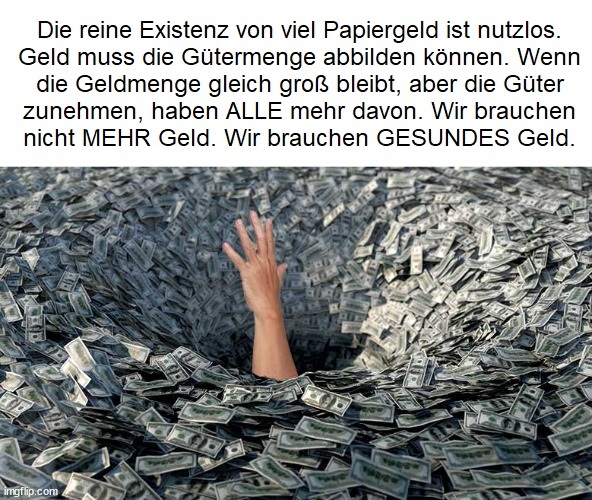 Die reine Existenz von viel Papiergeld ist nutzlos.
Geld muss die Gütermenge abbilden können. Wenn
die Geldmenge gleich groß bleibt, aber die Güter
zunehmen, haben ALLE mehr davon. Wir brauchen
nicht MEHR Geld. Wir brauchen GESUNDES Geld.
imgflip.com